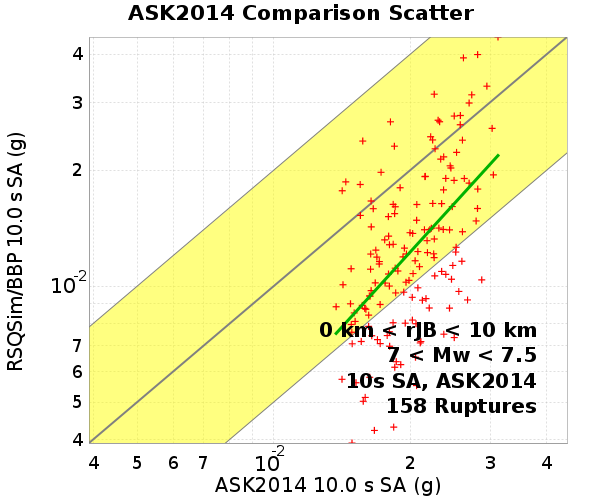 ASK2014 Comparison Scatter
RSQSim/BBP 10.0 s SA (g)
4
3
2
10-2
7
6
5
4
0 km < rJB < 10 km
7 < Mw < 7.5
10s SA, ASK2014
158 Ruptures
4 5 6 7 10-2 2 3 4
ASK2014 10.0 s SA (g)